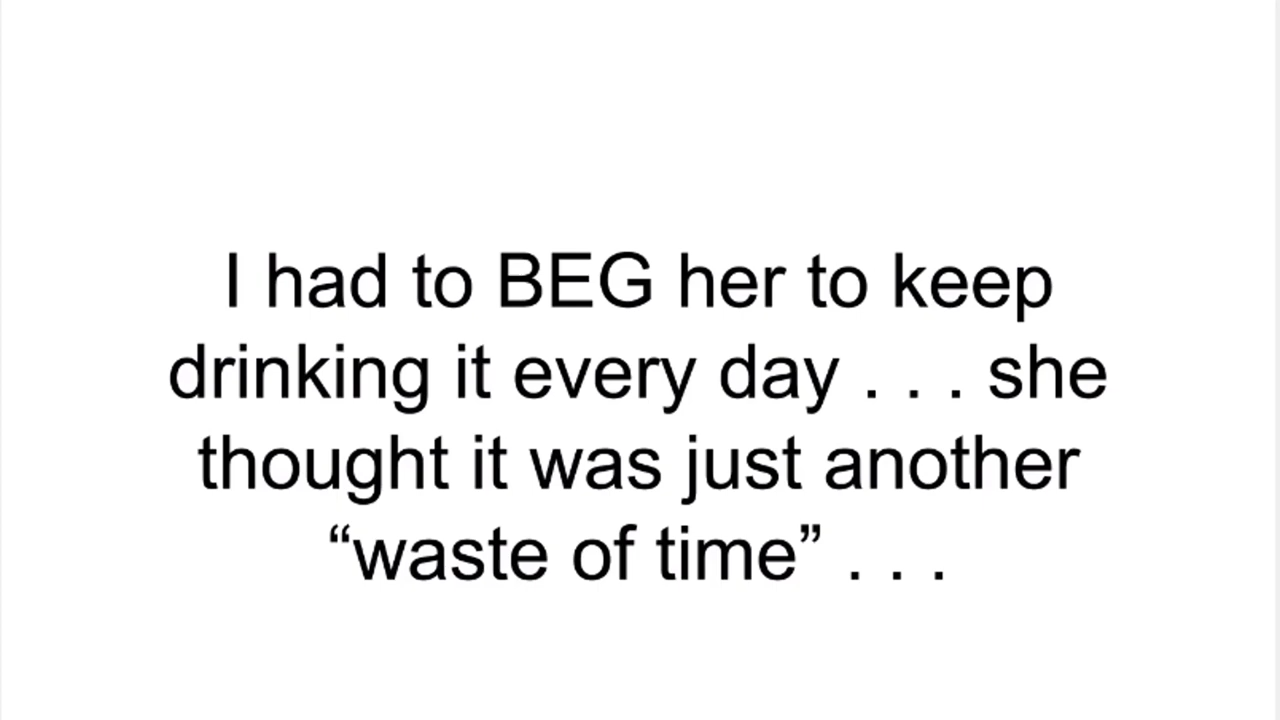 I had to BEG her to keep
drinking it every day . . . she
thought it was just another
“waste of time” . . .